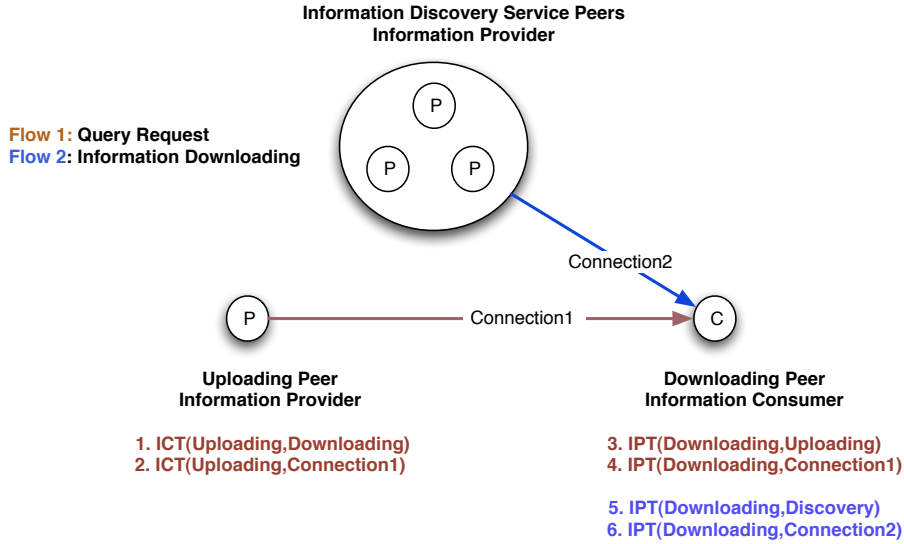 Information Discovery Service Peers
Information Provider
P
P
P
Flow 1: Query Request
Flow 2: Information Downloading
Connection2
P
Connection1
C
Uploading Peer
Information Provider
Downloading Peer
Information Consumer
1. ICT(Uploading,Downloading)
2. ICT(Uploading,Connection1)
3. IPT(Downloading,Uploading)
4. IPT(Downloading,Connection1)
5. IPT(Downloading,Discovery)
6. IPT(Downloading,Connection2)